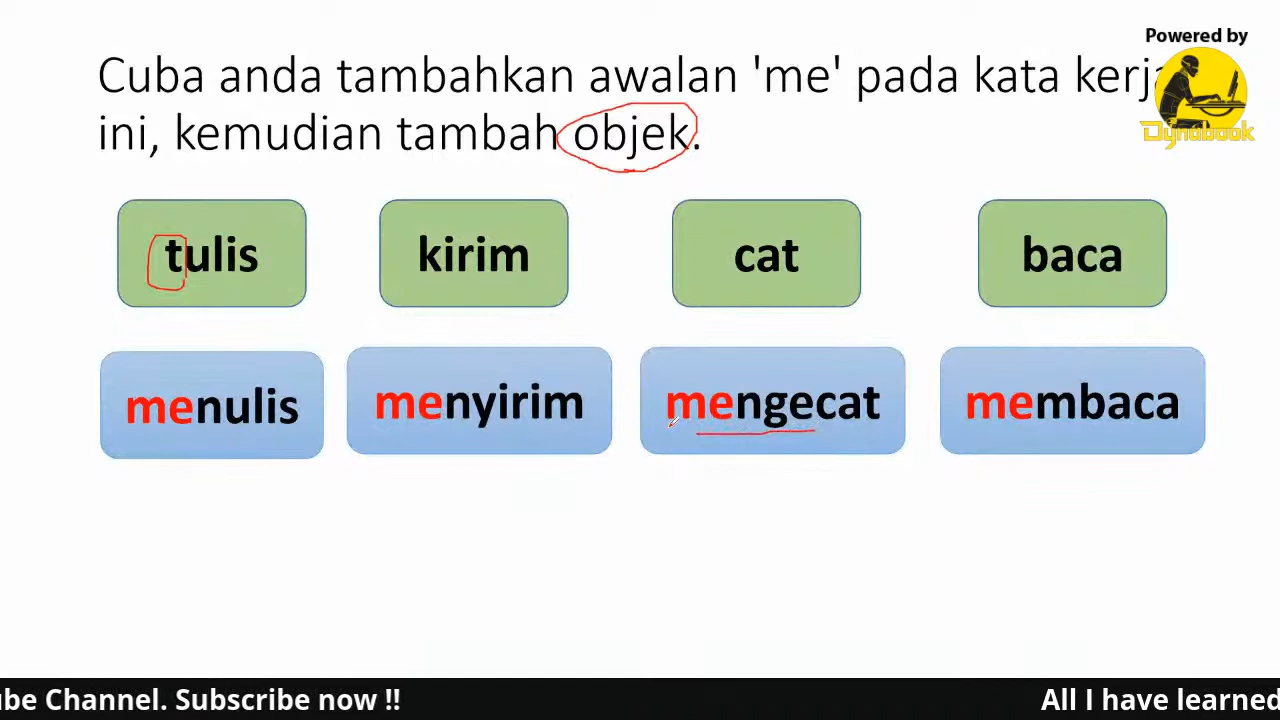 Powered by
Cuba anda tambahkan awalan 'me' pada kata kerja
ini, kemudian tambah objek.
Dynabook
tulis
kirim
cat
baca
menulis
menyirim
mengecat
membaca
ube Channel. Subscribe now !!
All I have learned